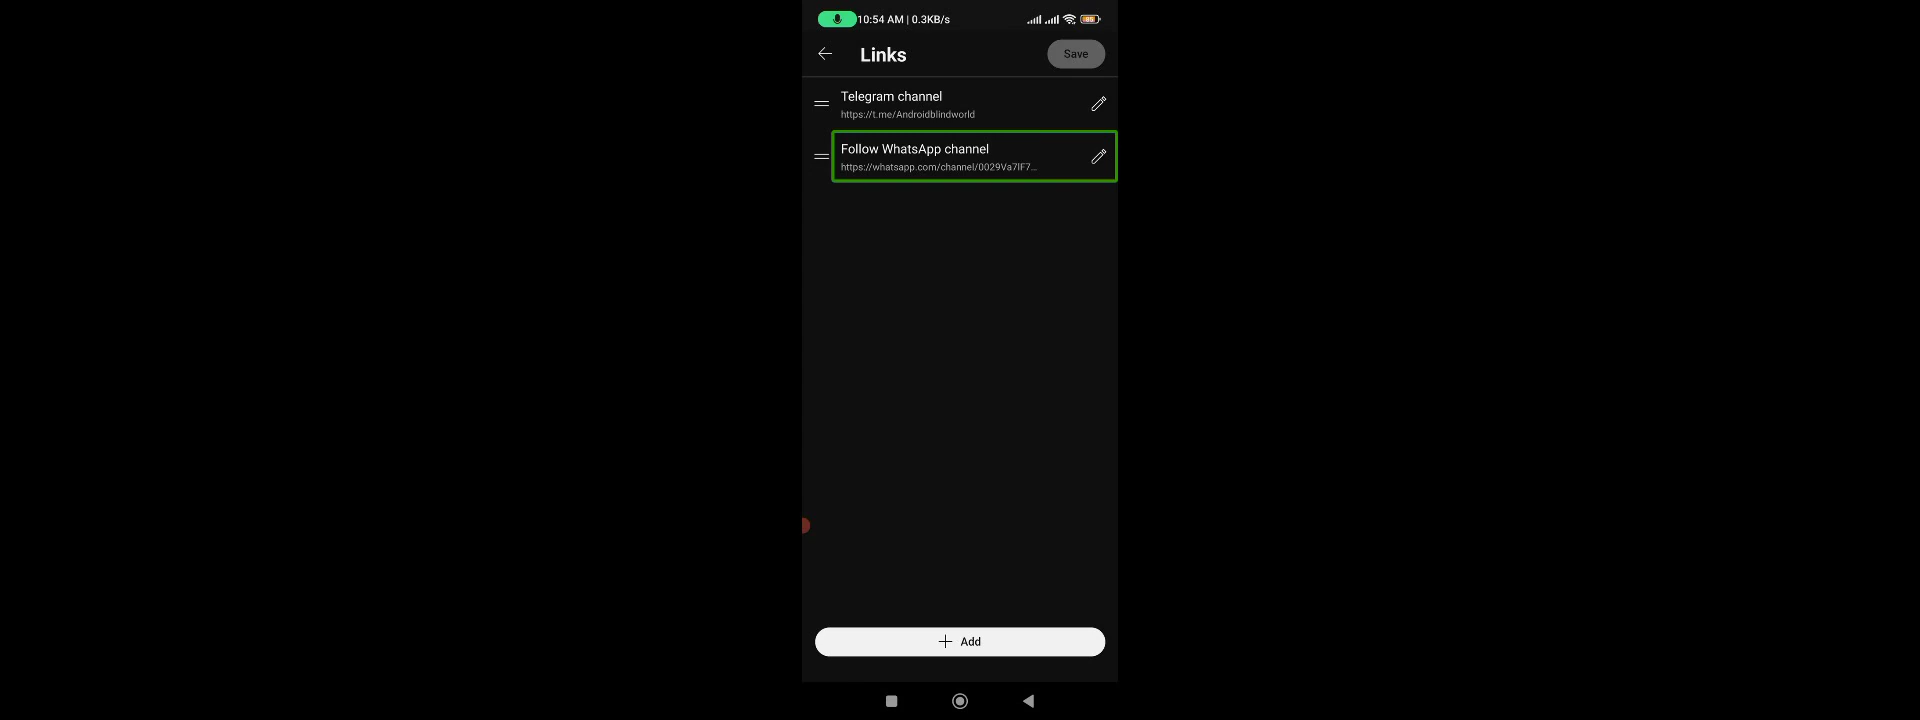 10:54 AM | 0.3KB/s
Links
Save
Telegram channel
https://t.me/Androidblindworld
Follow WhatsApp channel
https://whatsapp.com/channel/0029Va7lF7...
Add